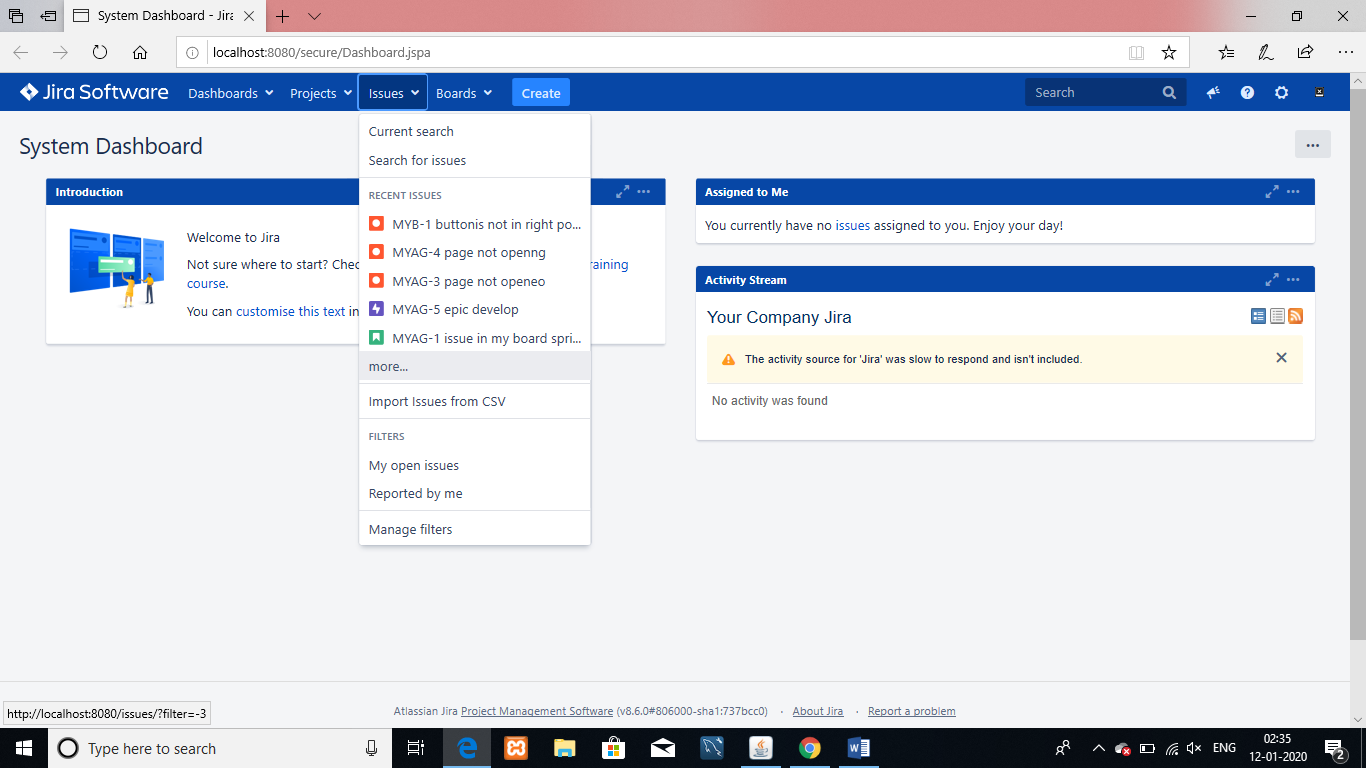 System Dashboard - Jira
localhost:8080/secure/Dashboard.jspa
Jira Software Dashboards Projects Issues Boards Create Search
System Dashboard
Current search
Search for issues
RECENT ISSUES
MYB-1 buttonis not in right po...
MYAG-4 page not openng
MYAG-3 page not openeo
MYAG-5 epic develop
MYAG-1 issue in my board spri...
more...
Import Issues from CSV
FILTERS
My open issues
Reported by me
Manage filters
Introduction
Welcome to Jira
Not sure where to start? Chec raining
course.
You can customise this text in
Assigned to Me
You currently have no issues assigned to you. Enjoy your day!
Activity Stream
Your Company Jira
The activity source for 'Jira' was slow to respond and isn't included.
No activity was found
Atlassian Jira Project Management Software (v8.6.0#806000-sha1:737bcc0) · About Jira · Report a problem
http://localhost:8080/issues/?filter=-3
Type here to search
ENG
02:35
12-01-2020
2